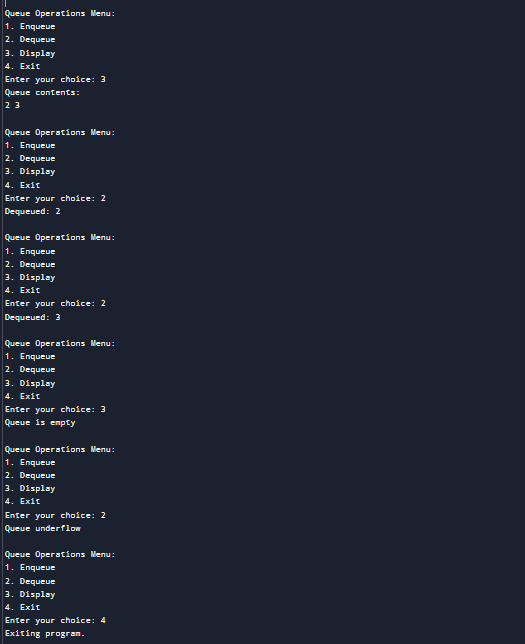 Queue Operations Menu:
1. Enqueue
2. Dequeue
3. Display
4. Exit
Enter your choice: 3
Queue contents:
2 3
Queue Operations Menu:
1. Enqueue
2. Dequeue
3. Display
4. Exit
Enter your choice: 2
Dequeued: 2
Queue Operations Menu:
1. Enqueue
2. Dequeue
3. Display
4. Exit
Enter your choice: 2
Dequeued: 3
Queue Operations Menu:
1. Enqueue
2. Dequeue
3. Display
4. Exit
Enter your choice: 3
Queue is empty
Queue Operations Menu:
1. Enqueue
2. Dequeue
3. Display
4. Exit
Enter your choice: 2
Queue underflow
Queue Operations Menu:
1. Enqueue
2. Dequeue
3. Display
4. Exit
Enter your choice: 4
Exiting program.